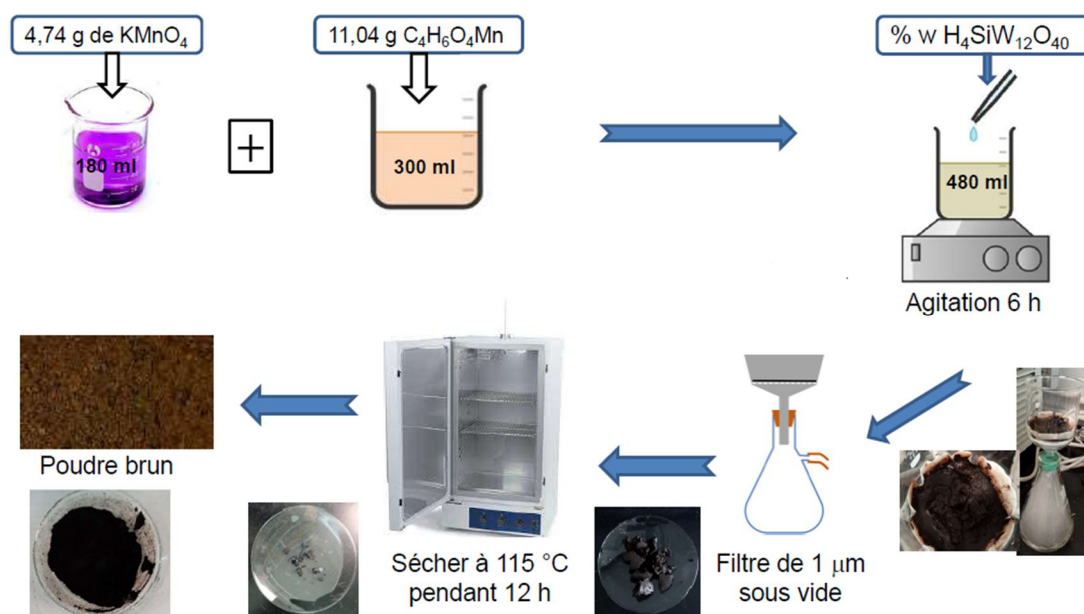 4,74 g de KMnO₄
11,04 g C₄H₆O₄Mn
% w H₄SiW₁₂O₄₀
180 ml
+
300 ml
480 ml
Agitation 6 h
Poudre brun
Sécher à 115 °C
pendant 12 h
Filtre de 1 μm
sous vide